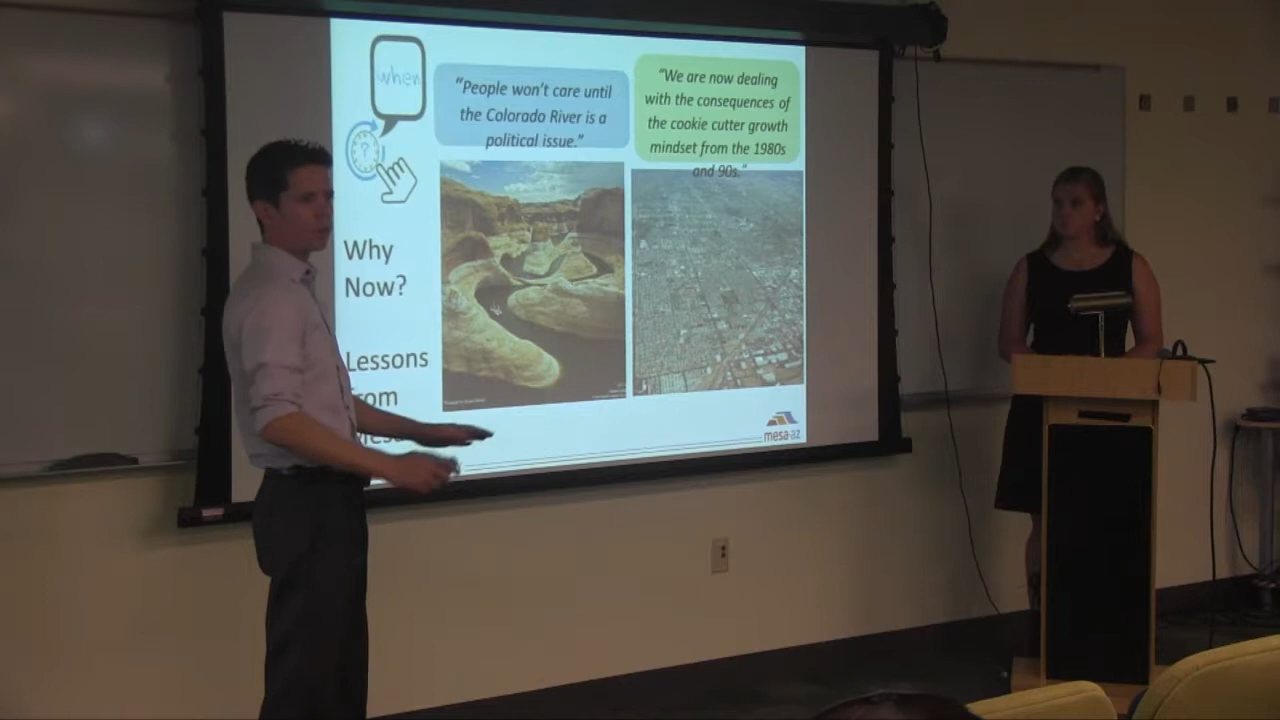 when
?
"People won't care until
the Colorado River is a
political issue."
"We are now dealing
with the consequences of
the cookie cutter growth
mindset from the 1980s
and 90s."
Why
Now?
Lessons
from
mesa·az